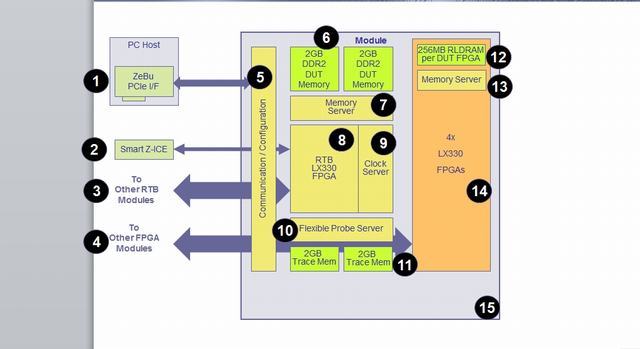 PC Host
ZeBu
PCIe I/F
1
Smart Z-ICE
2
To
Other RTB
Modules
3
To
Other FPGA
Modules
4
Module
Communication / Configuration
5
6
2GB
DDR2
DUT
Memory
2GB
DDR2
DUT
Memory
Memory
Server
7
8
RTB
LX330
FPGA
9
Clock
Server
10
Flexible Probe Server
2GB
Trace Mem
2GB
Trace Mem
11
256MB RLDRAM
per DUT FPGA
12
Memory Server
13
4x
LX330
FPGAs
14
15